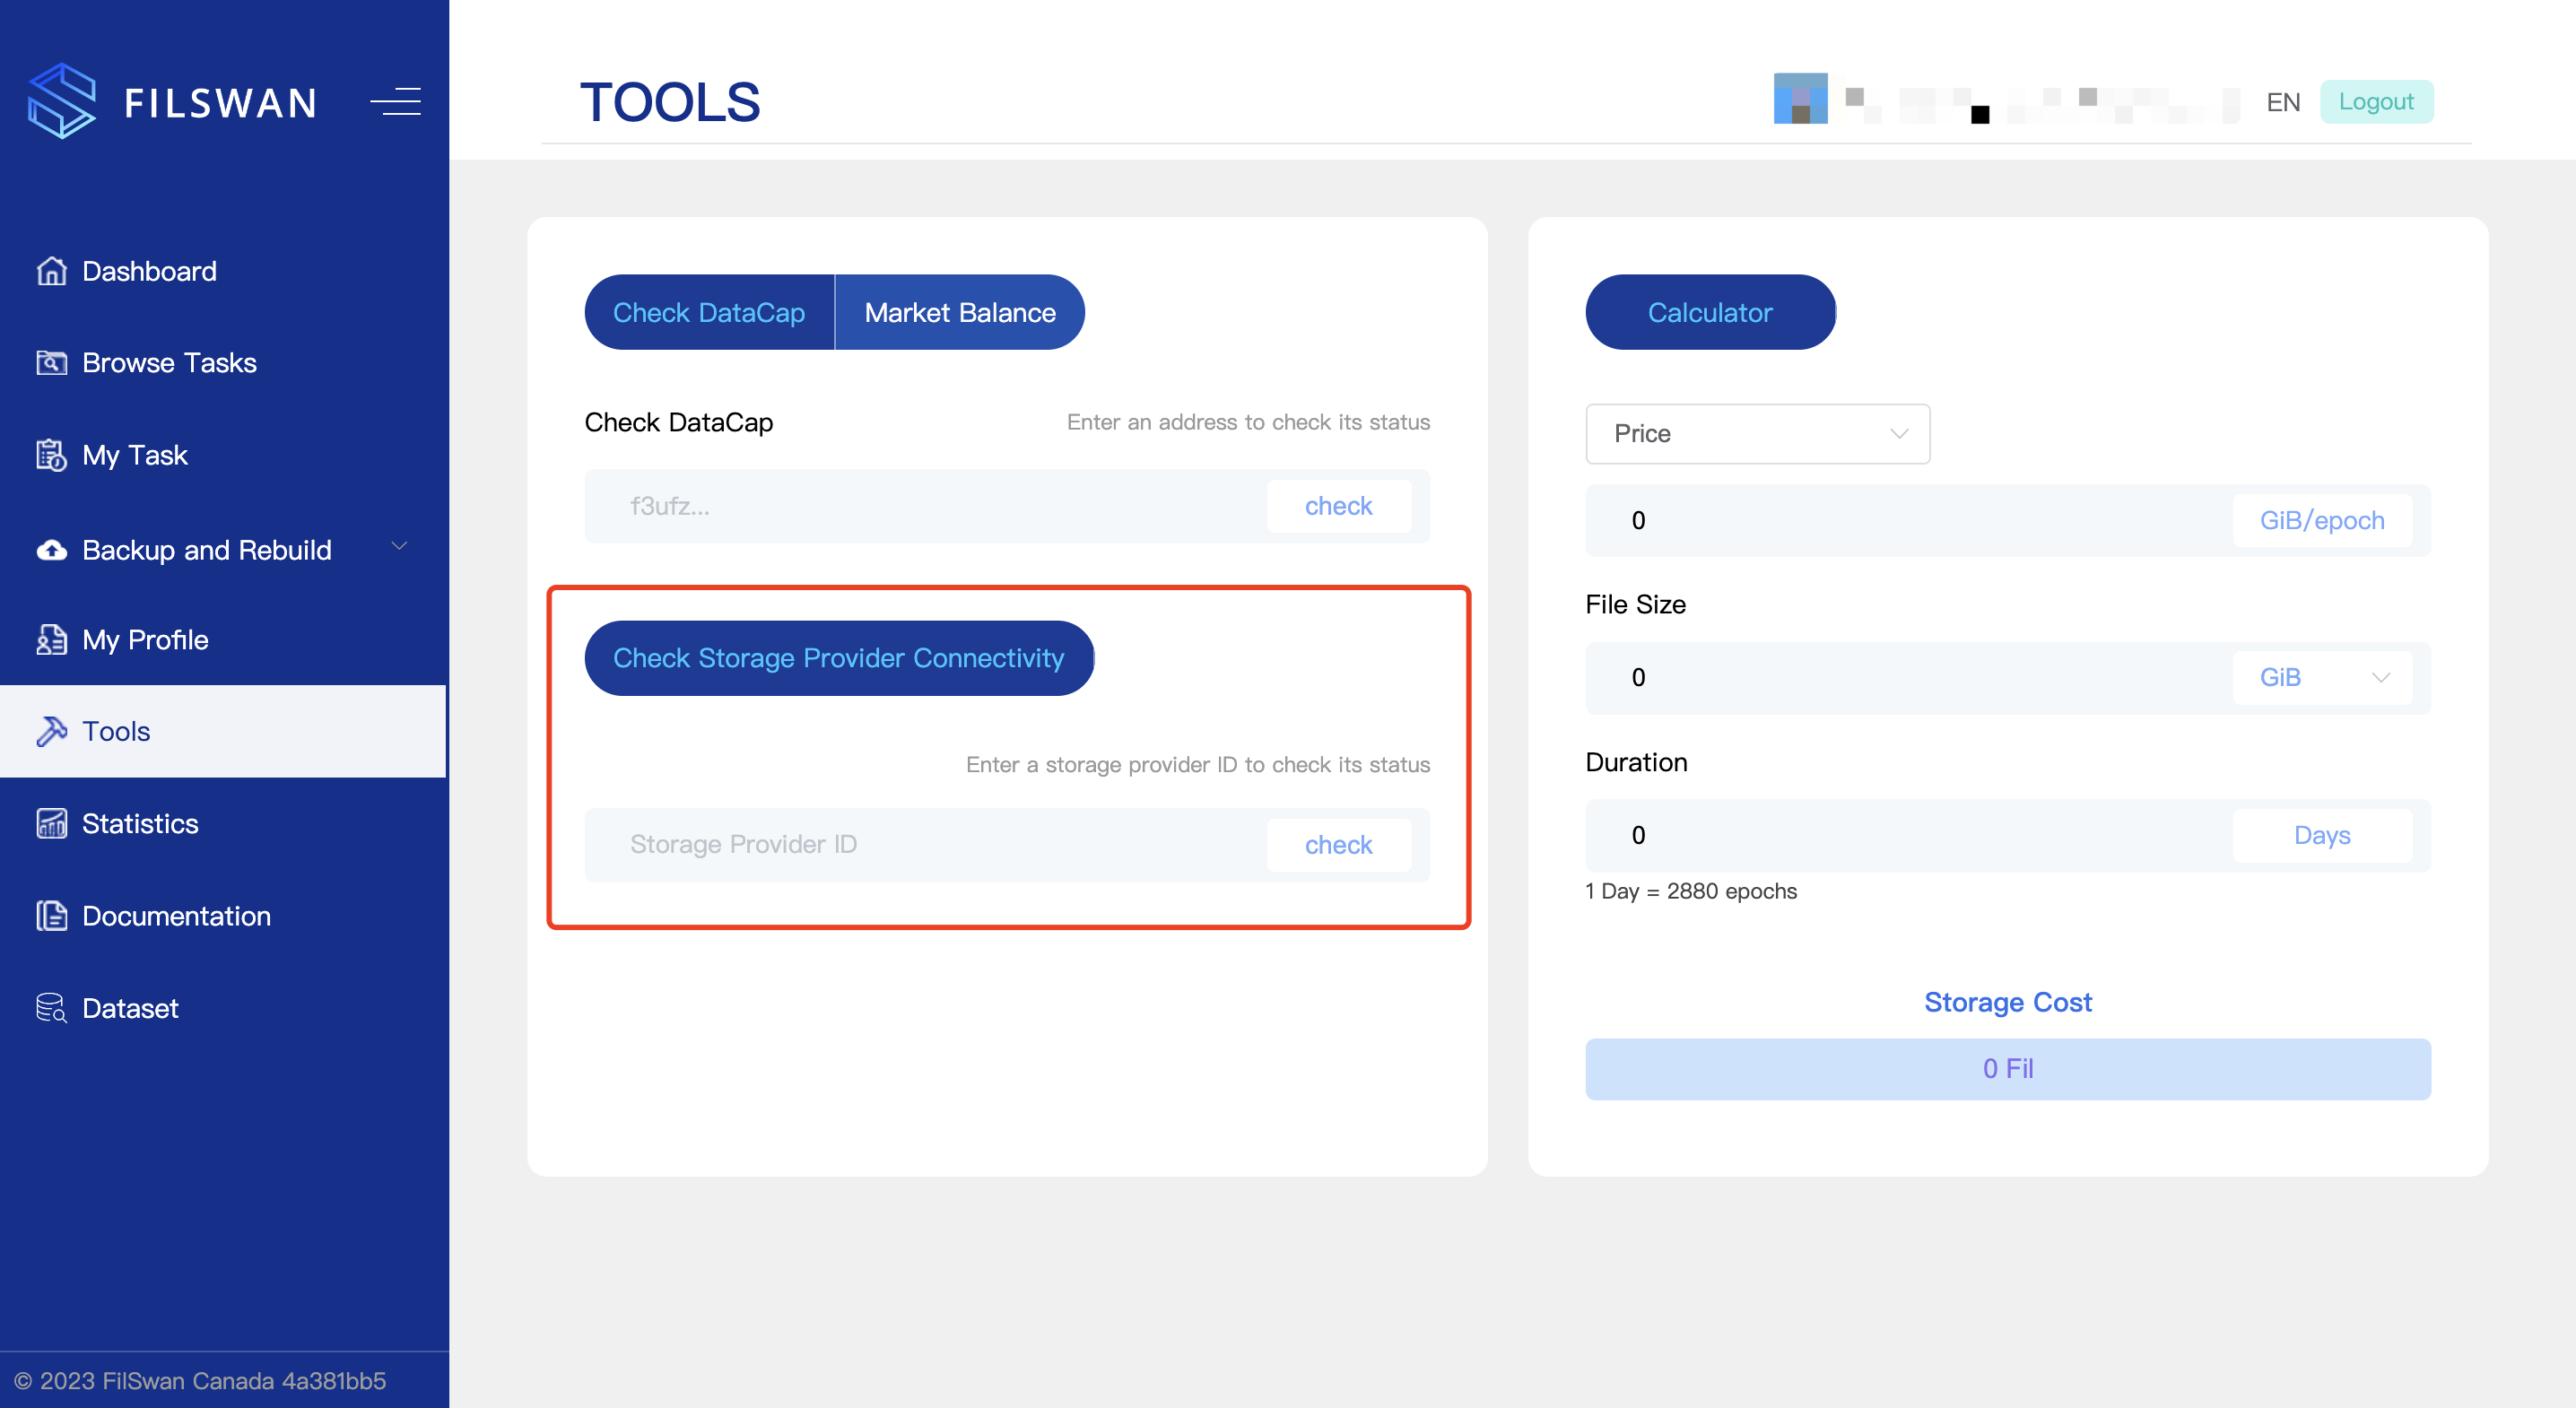 FILSWAN
Dashboard
Browse Tasks
My Task
Backup and Rebuild
My Profile
Tools
Statistics
Documentation
Dataset
© 2023 FilSwan Canada 4a381bb5
TOOLS
EN
Logout
Check DataCap
Market Balance
Check DataCap
Enter an address to check its status
f3ufz...
check
Check Storage Provider Connectivity
Enter a storage provider ID to check its status
Storage Provider ID
check
Calculator
Price
0
GiB/epoch
File Size
0
GiB
Duration
0
Days
1 Day = 2880 epochs
Storage Cost
0 Fil